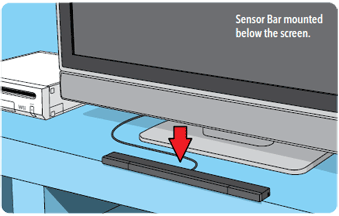 Sensor Bar mounted
below the screen.
Wii